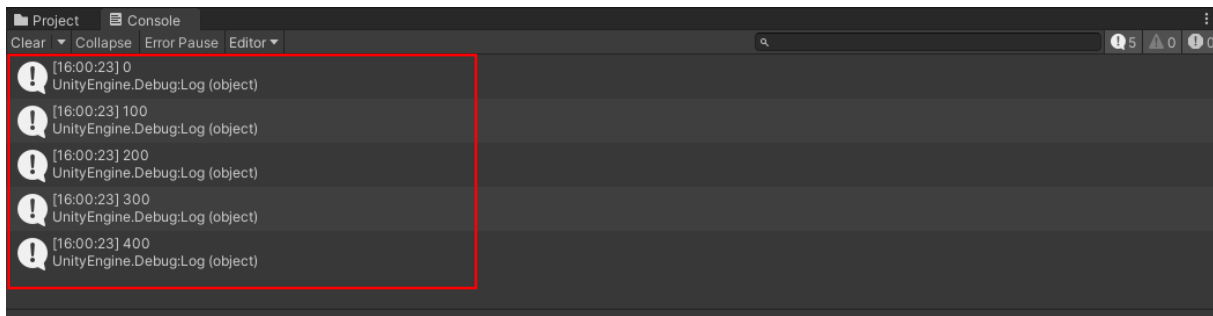 Project Console
Clear Collapse Error Pause Editor 5 0 0
[16:00:23] 0
UnityEngine.Debug:Log (object)
[16:00:23] 100
UnityEngine.Debug:Log (object)
[16:00:23] 200
UnityEngine.Debug:Log (object)
[16:00:23] 300
UnityEngine.Debug:Log (object)
[16:00:23] 400
UnityEngine.Debug:Log (object)